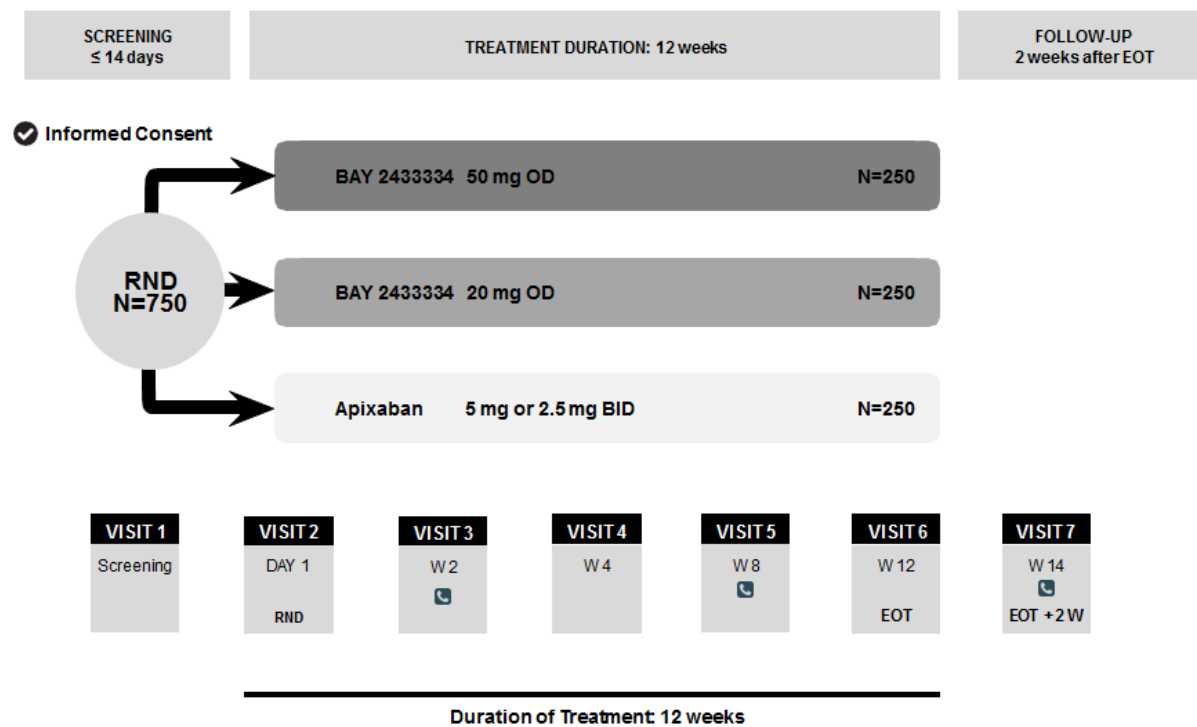 SCREENING
≤ 14 days
TREATMENT DURATION: 12 weeks
FOLLOW-UP
2 weeks after EOT
Informed Consent
BAY 2433334 50 mg OD N=250
RND
N=750
BAY 2433334 20 mg OD N=250
Apixaban 5 mg or 2.5 mg BID N=250
VISIT 1
Screening
VISIT 2
DAY 1
RND
VISIT 3
W 2
VISIT 4
W 4
VISIT 5
W 8
VISIT 6
W 12
EOT
VISIT 7
W 14
EOT +2 W
Duration of Treatment: 12 weeks